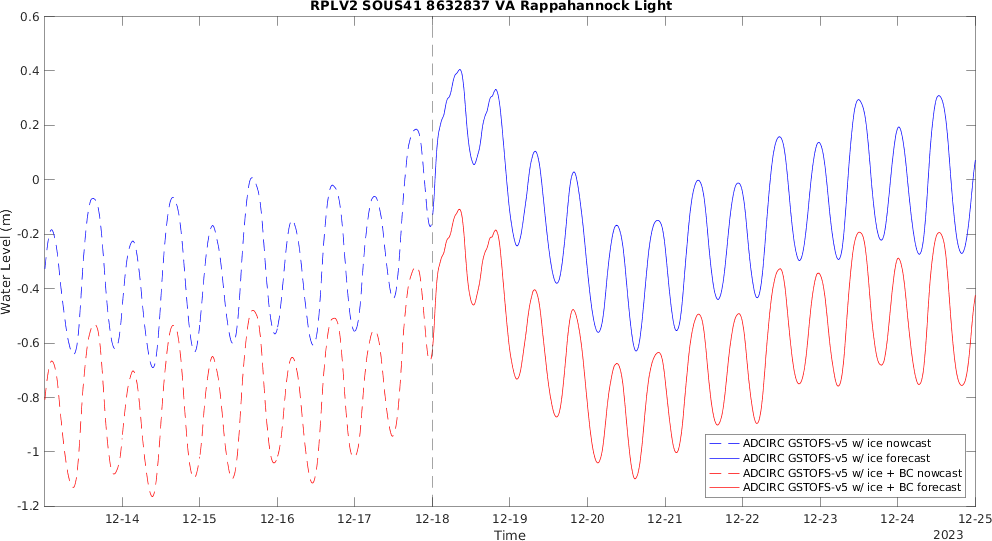 RPLV2 SOUS41 8632837 VA Rappahannock Light
0.6
0.4
0.2
0
-0.2
-0.4
-0.6
-0.8
-1
-1.2
Water Level (m)
ADCIRC GSTOFS-v5 w/ ice nowcast
ADCIRC GSTOFS-v5 w/ ice forecast
ADCIRC GSTOFS-v5 w/ ice + BC nowcast
ADCIRC GSTOFS-v5 w/ ice + BC forecast
12-14 12-15 12-16 12-17 12-18 12-19 12-20 12-21 12-22 12-23 12-24 12-25
Time
2023